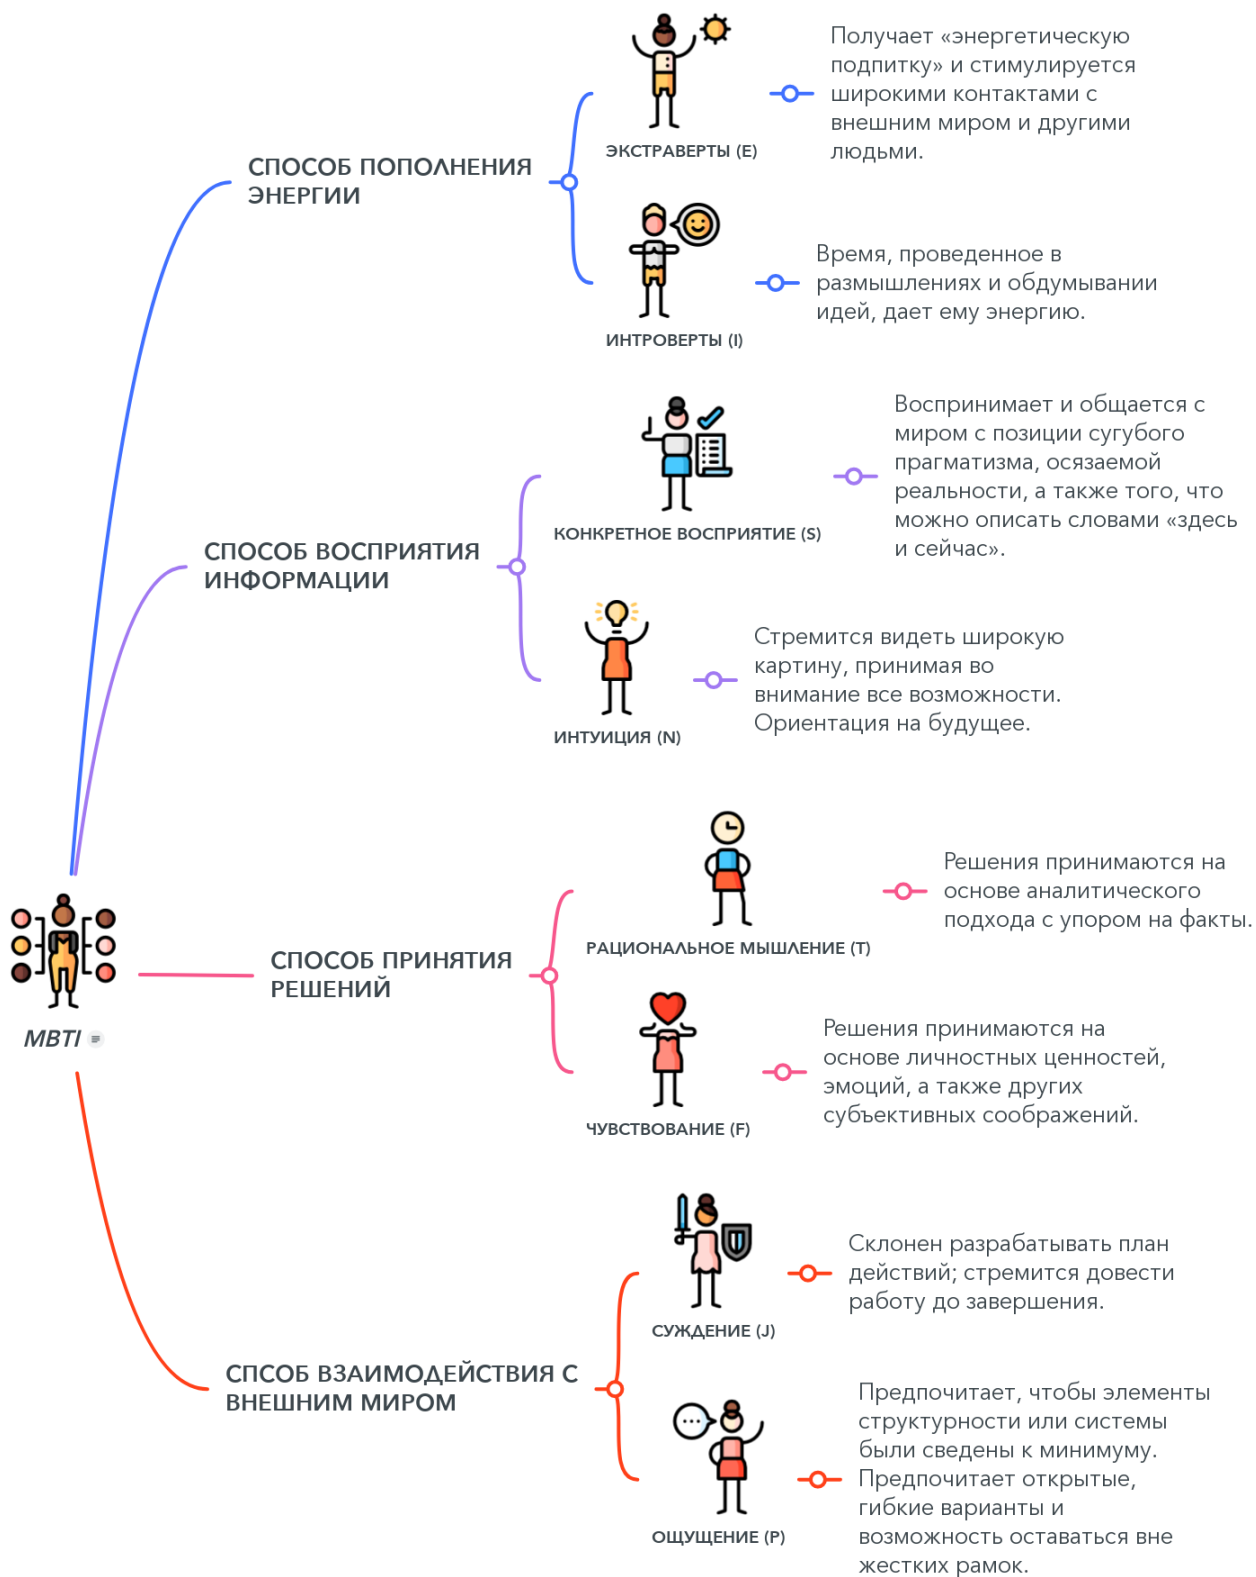 Получает «энергетическую
подпитку» и стимулируется
широкими контактами с
внешним миром и другими
людьми.
ЭКСТРАВЕРТЫ (E)
СПОСОБ ПОПОЛНЕНИЯ
ЭНЕРГИИ
Время, проведенное в
размышлениях и обдумывании
идей, дает ему энергию.
ИНТРОВЕРТЫ (I)
Воспринимает и общается с
миром с позиции сугубого
прагматизма, осязаемой
реальности, а также того, что
можно описать словами «здесь
и сейчас».
КОНКРЕТНОЕ ВОСПРИЯТИЕ (S)
СПОСОБ ВОСПРИЯТИЯ
ИНФОРМАЦИИ
Стремится видеть широкую
картину, принимая во
внимание все возможности.
Ориентация на будущее.
ИНТУИЦИЯ (N)
Решения принимаются на
основе аналитического
подхода с упором на факты.
РАЦИОНАЛЬНОЕ МЫШЛЕНИЕ (T)
СПОСОБ ПРИНЯТИЯ
РЕШЕНИЙ
MBTI
Решения принимаются на
основе личностных ценностей,
эмоций, а также других
субъективных соображений.
ЧУВСТВОВАНИЕ (F)
Склонен разрабатывать план
действий; стремится довести
работу до завершения.
СУЖДЕНИЕ (J)
СПСОБ ВЗАИМОДЕЙСТВИЯ С
ВНЕШНИМ МИРОМ
Предпочитает, чтобы элементы
структурности или системы
были сведены к минимуму.
Предпочитает открытые,
гибкие варианты и
возможность оставаться вне
жестких рамок.
ОЩУЩЕНИЕ (P)